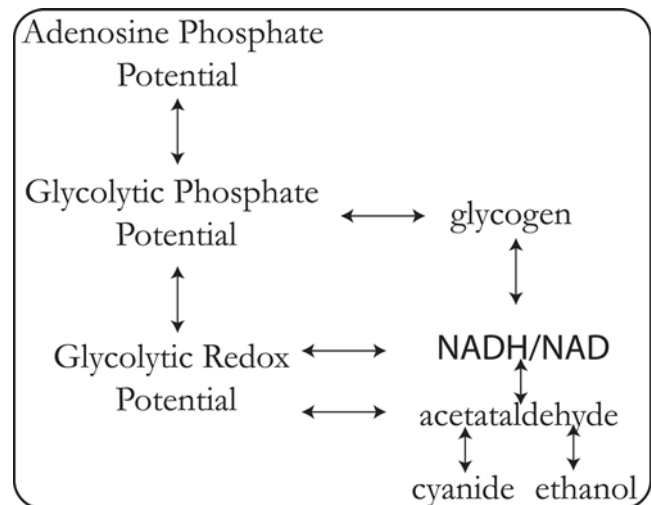 Adenosine Phosphate
Potential
Glycolytic Phosphate
Potential
glycogen
Glycolytic Redox
Potential
NADH/NAD
acetataldehyde
cyanide
ethanol